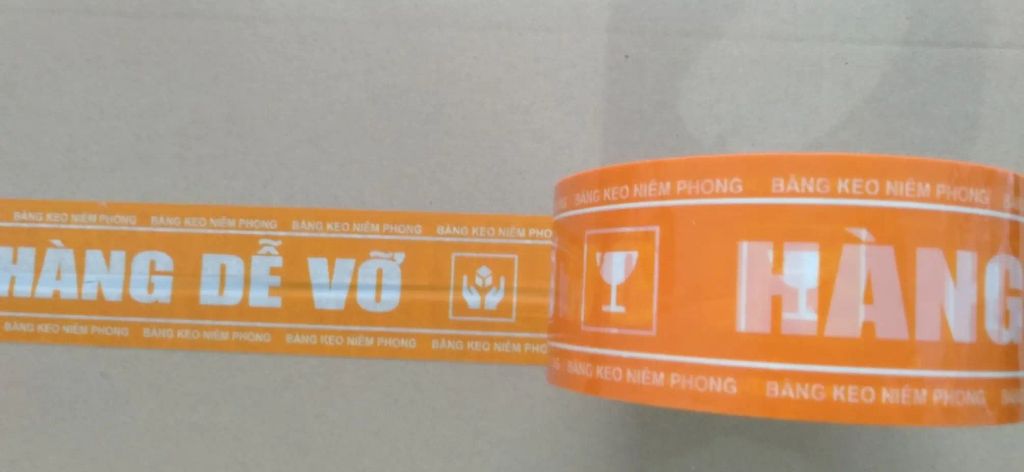 BĂNG KEO NIÊM PHONG BĂNG KEO NIÊM PHONG BĂNG KEO NIÊM PHONG BĂNG KEO NIÊM PHO
HÀNG DỄ VỠ
BĂNG KEO NIÊM PHONG BĂNG KEO NIÊM PHONG BĂNG KEO NIÊM PHONG BĂNG KEO NIÊM PHO
BĂNG KEO NIÊM PHONG BĂNG KEO NIÊM PHONG
HÀNG
BĂNG KEO NIÊM PHONG BĂNG KEO NIÊM PHONG